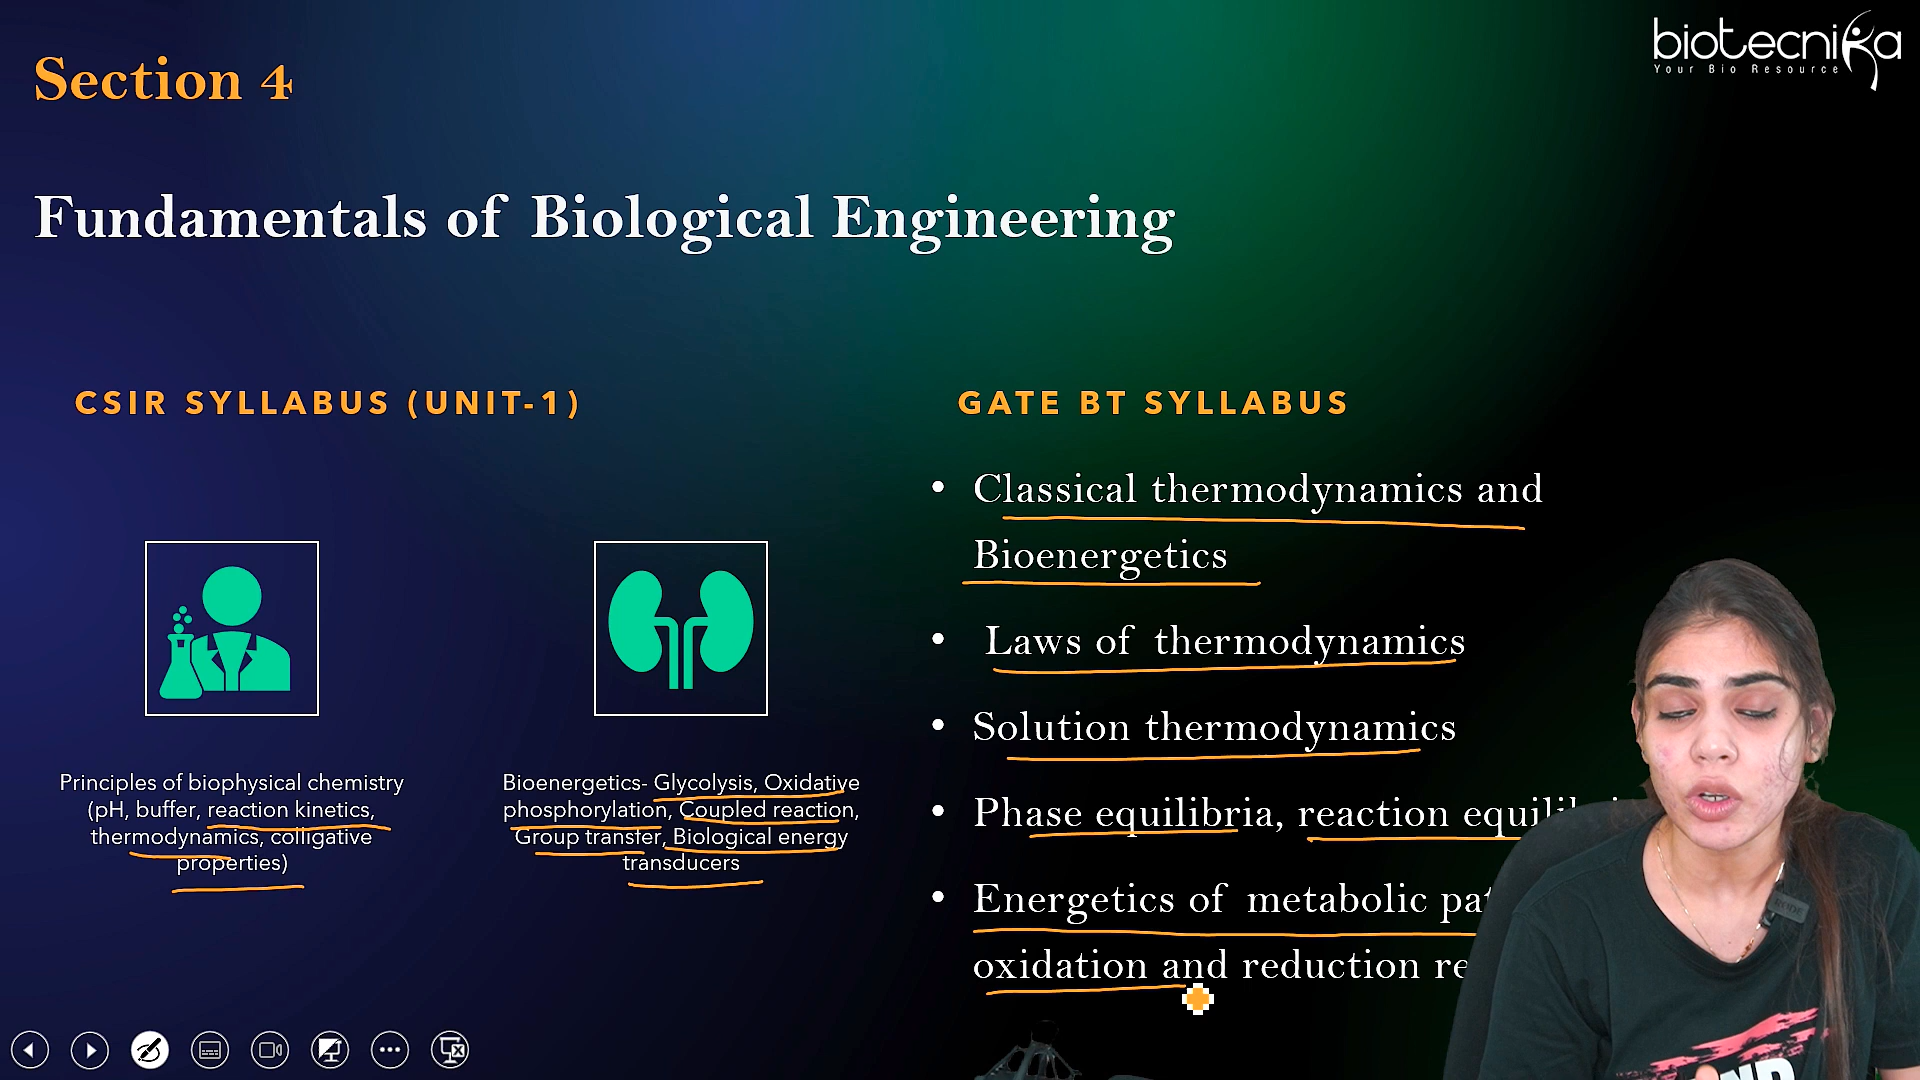 biotecnika
Your Bio Resource
Section 4
Fundamentals of Biological Engineering
CSIR SYLLABUS (UNIT-1)
Principles of biophysical chemistry
(pH, buffer, reaction kinetics,
thermodynamics, colligative
properties)
Bioenergetics- Glycolysis, Oxidative
phosphorylation, Coupled reaction,
Group transfer, Biological energy
transducers
GATE BT SYLLABUS
• Classical thermodynamics and
Bioenergetics
• Laws of thermodynamics
• Solution thermodynamics
• Phase equilibria, reaction
• Energetics of metabolic
oxidation and reduction
RODE